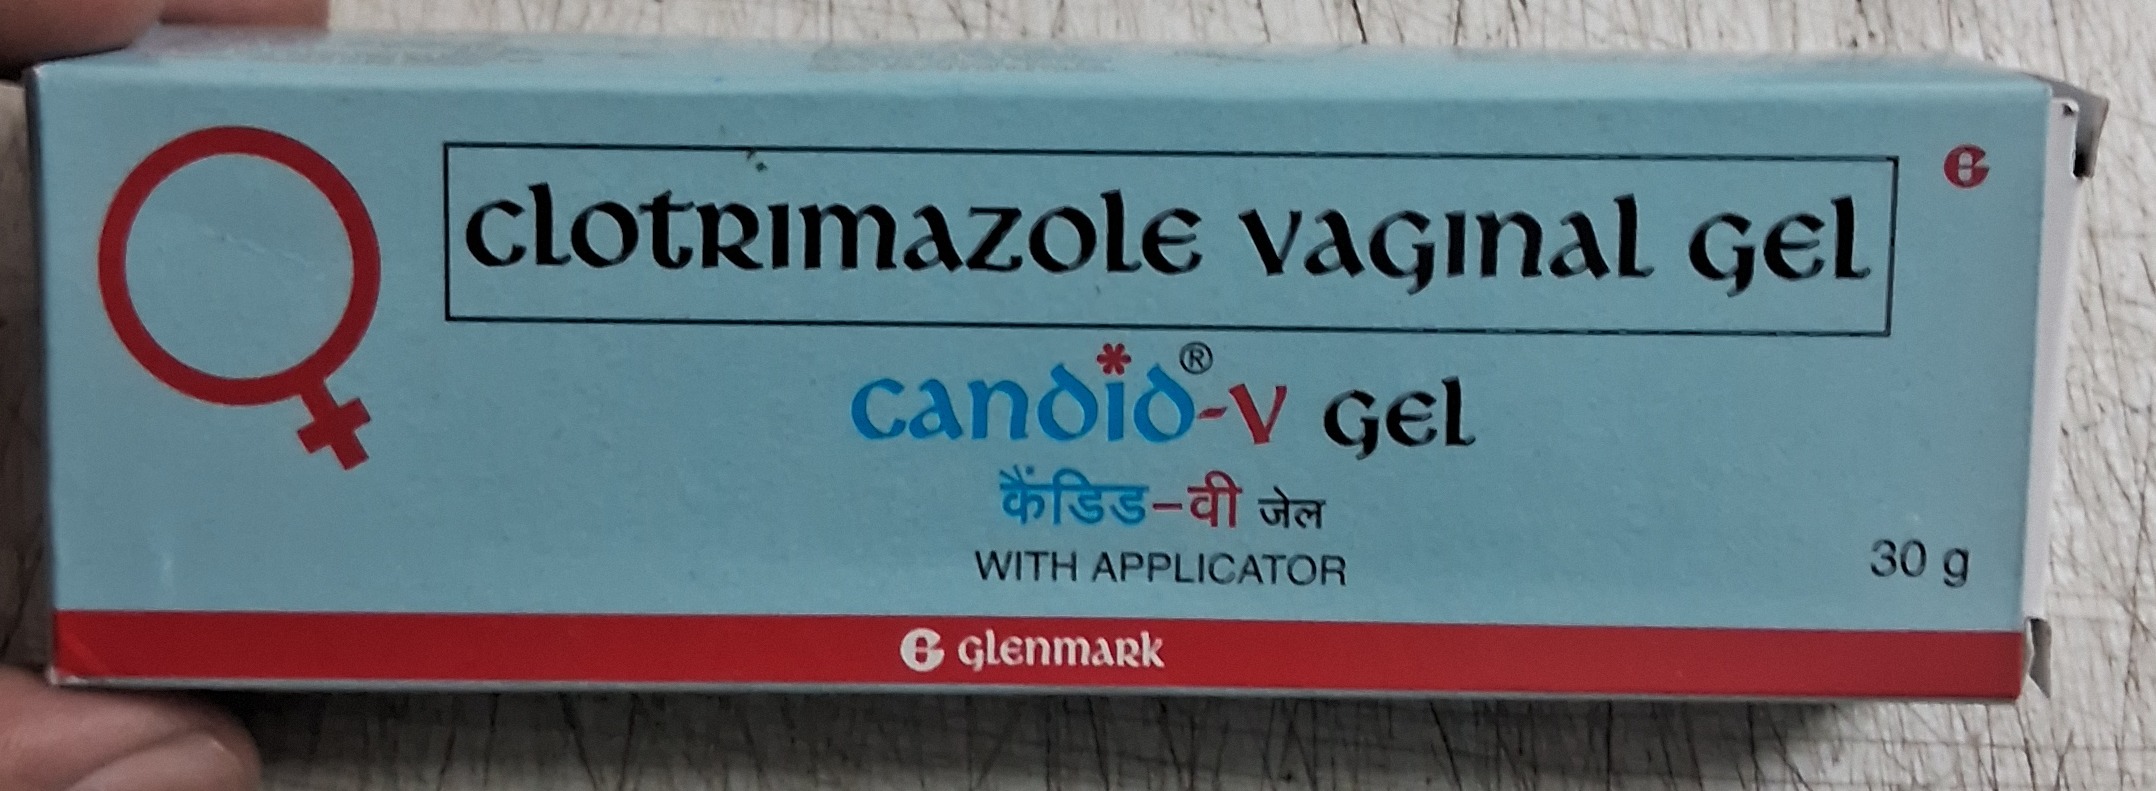 CLOTRIMAZOLE VAGINAL GEL
CANDID®-V GEL
कैंडिड-वी जेल
WITH APPLICATOR
30 g
GLENMARK